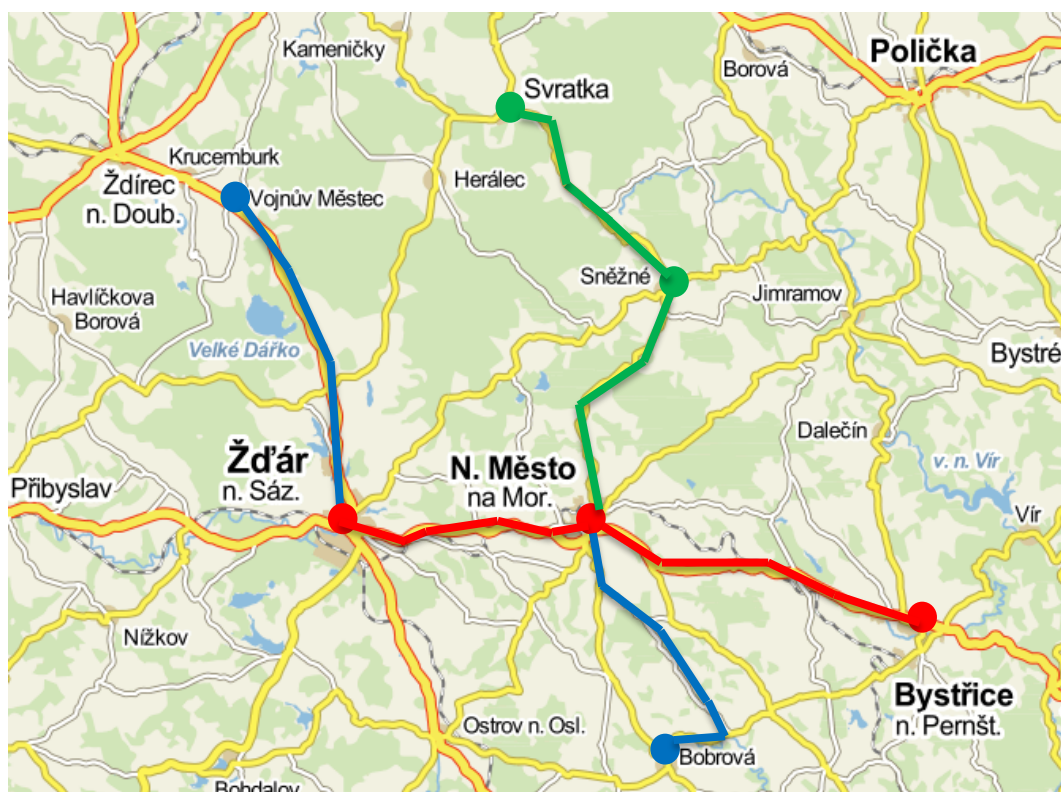 Kameničky
Svratka
Borová
Polička
Krucemburk
Ždírec
n. Doub.
Vojnův Městec
Herálec
Sněžné
Jimramov
Havlíčkova
Borová
Velké Dářko
Bystré
Dalečín
Žďár
n. Sáz.
N. Město
na Mor.
v. n. Vír
Přibyslav
Vír
Nížkov
Bystřice
n. Pernšt.
Ostrov n. Osl.
Bobrová
Bohdalov